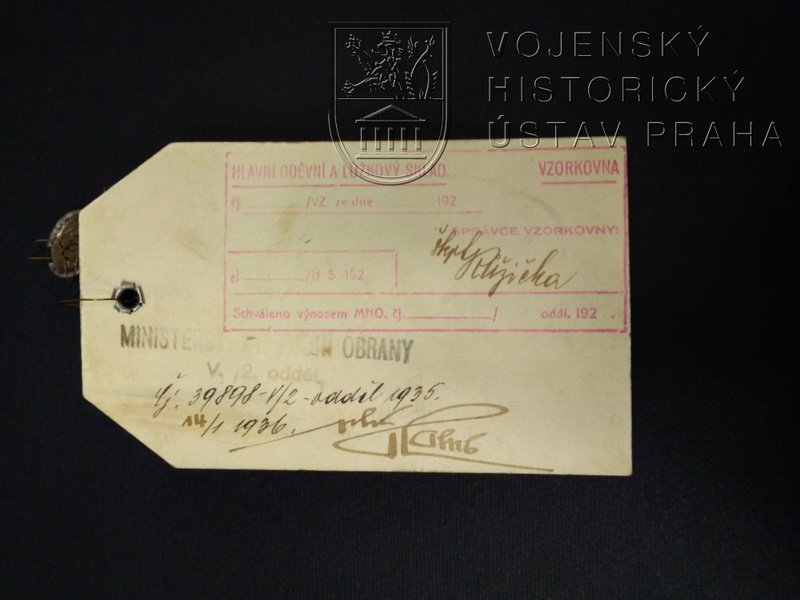 VOJENSKÝ
HISTORICKÝ
ÚSTAV PRAHA
HLAVNÍ ODĚVNÍ A LŮŽKOVÝ SKLAD. VZORKOVNA
čj /VZ ze dne 192
SPRÁVCE VZORKOVNY:
Růžička
čj 192
Schváleno výnosem MNO. čj. / oddl. 192
MINISTERSTVO OBRANY
V. /2. odděl.
Čj. 39898-V/2-oddíl 1935.
14/1 1936.